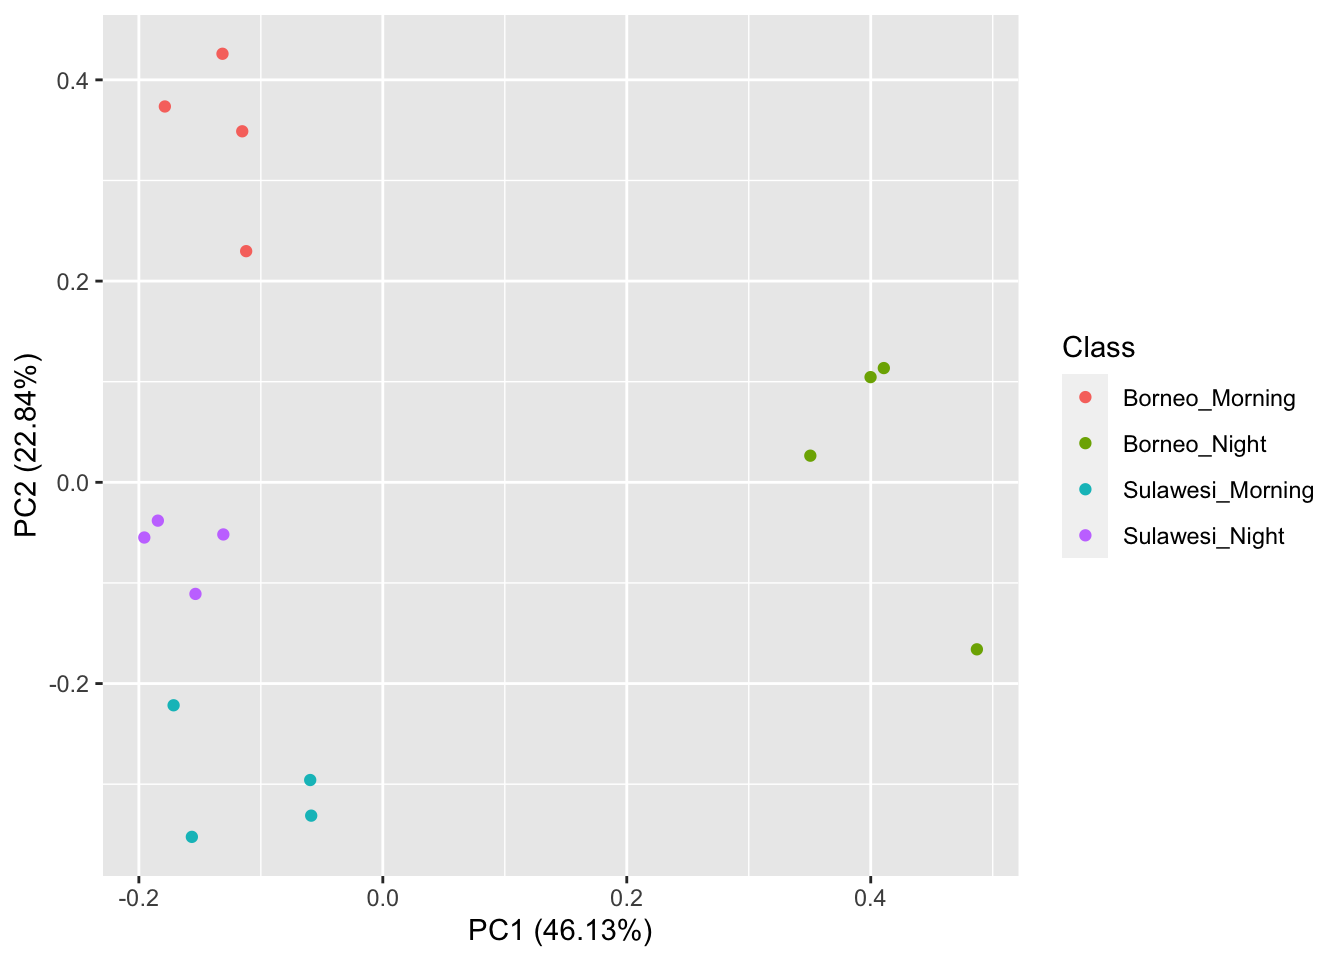 0.4
0.2
0.0
-0.2
PC2 (22.84%)
-0.2
0.0
0.2
0.4
PC1 (46.13%)
Class
Borneo_Morning
Borneo_Night
Sulawesi_Morning
Sulawesi_Night